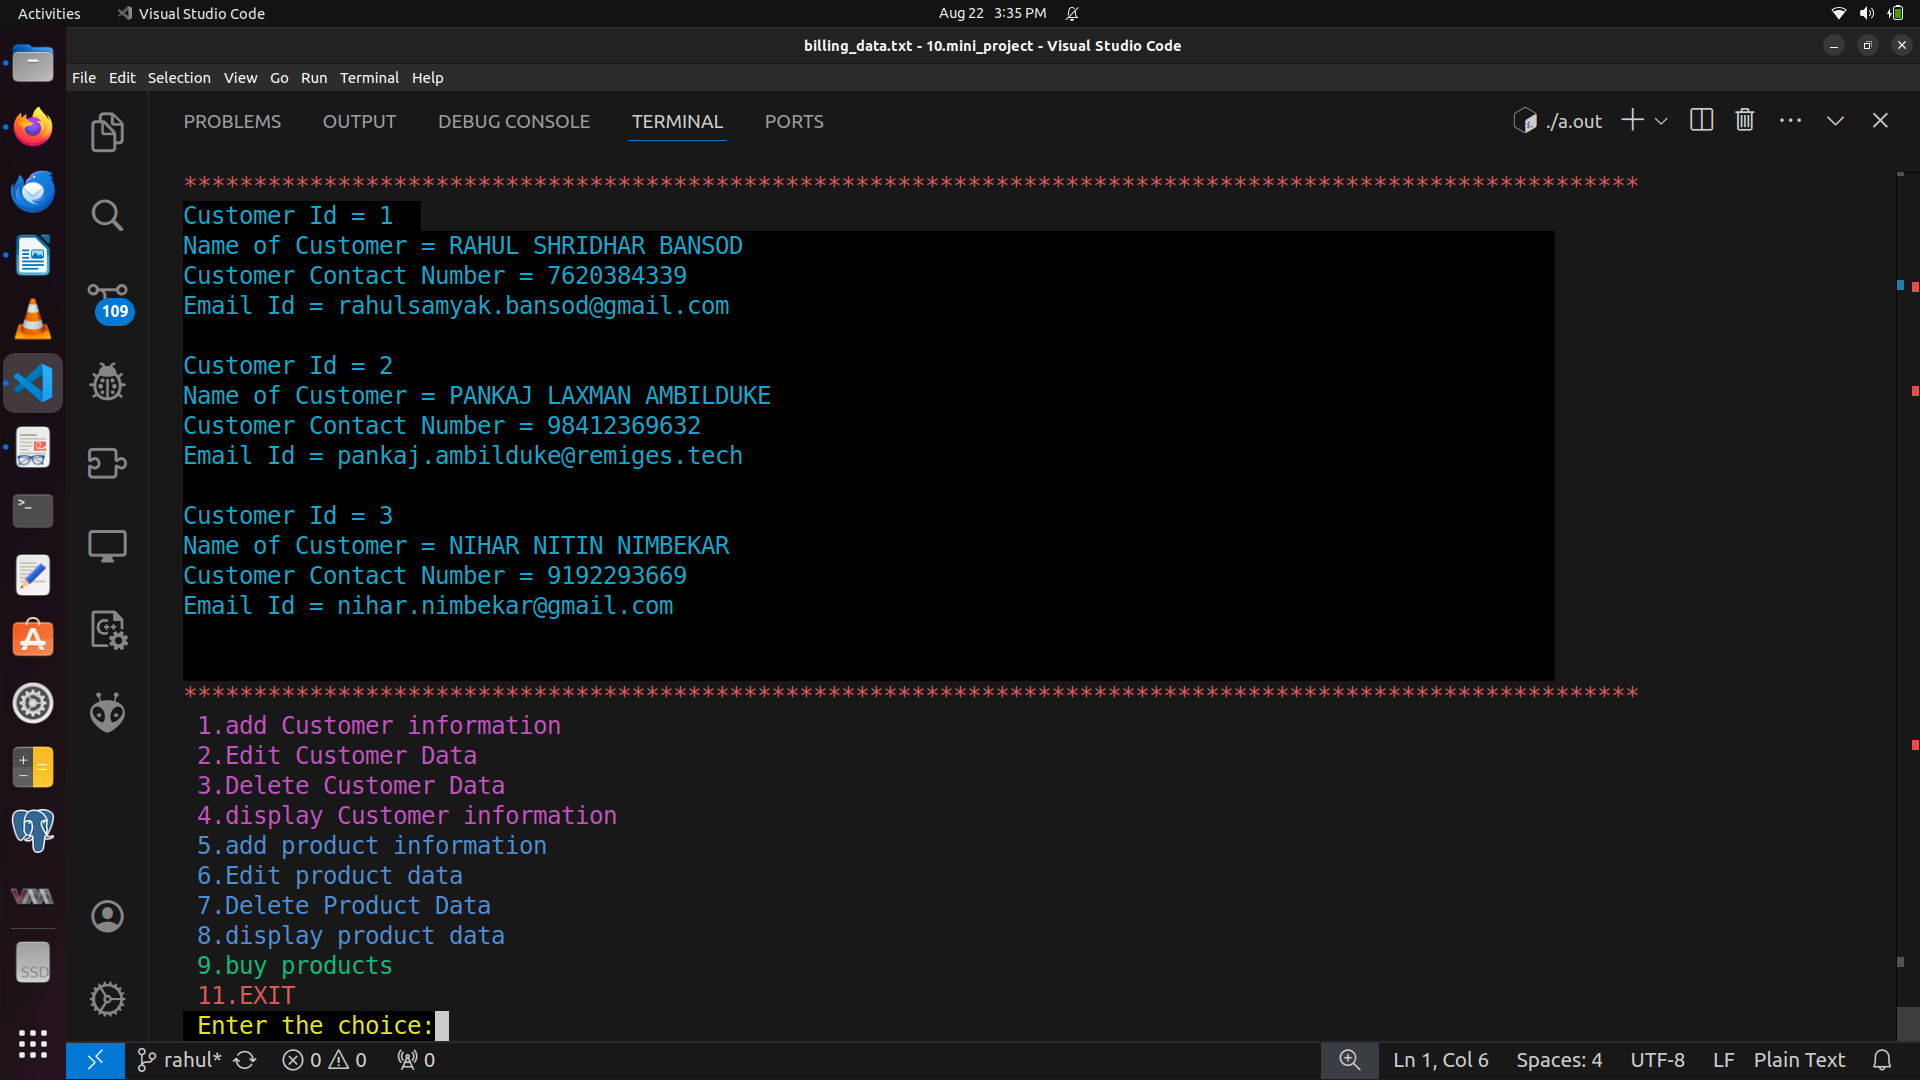 Activities Visual Studio Code Aug 22 3:35 PM
billing_data.txt - 10.mini_project - Visual Studio Code
File Edit Selection View Go Run Terminal Help
PROBLEMS OUTPUT DEBUG CONSOLE TERMINAL PORTS ./a.out
********************************************************************************************************
Customer Id = 1
Name of Customer = RAHUL SHRIDHAR BANSOD
Customer Contact Number = 7620384339
Email Id = rahulsamyak.bansod@gmail.com
Customer Id = 2
Name of Customer = PANKAJ LAXMAN AMBILDUKE
Customer Contact Number = 98412369632
Email Id = pankaj.ambilduke@remiges.tech
Customer Id = 3
Name of Customer = NIHAR NITIN NIMBEKAR
Customer Contact Number = 9192293669
Email Id = nihar.nimbekar@gmail.com
********************************************************************************************************
1.add Customer information
2.Edit Customer Data
3.Delete Customer Data
4.display Customer information
5.add product information
6.Edit product data
7.Delete Product Data
8.display product data
9.buy products
11.EXIT
Enter the choice:
109
SSD
rahul* 0 0 0 Ln 1, Col 6 Spaces: 4 UTF-8 LF Plain Text